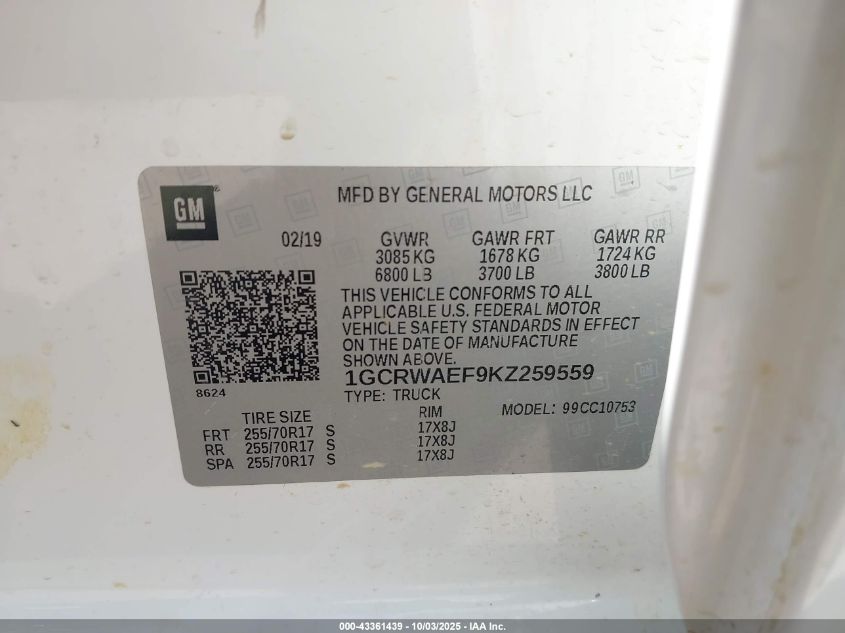 GM
MFD BY GENERAL MOTORS LLC
02/19 GVWR GAWR FRT GAWR RR
3085 KG 1678 KG 1724 KG
6800 LB 3700 LB 3800 LB
THIS VEHICLE CONFORMS TO ALL
APPLICABLE U.S. FEDERAL MOTOR
VEHICLE SAFETY STANDARDS IN EFFECT
ON THE DATE OF MANUFACTURE
SHOWN ABOVE.
1GCRWAEF9KZ259559
8624
TYPE: TRUCK
TIRE SIZE RIM MODEL: 99CC10753
FRT 255/70R17 S 17X8J
RR 255/70R17 S 17X8J
SPA 255/70R17 S 17X8J
000-43361439 - 10/03/2025 - IAA Inc.